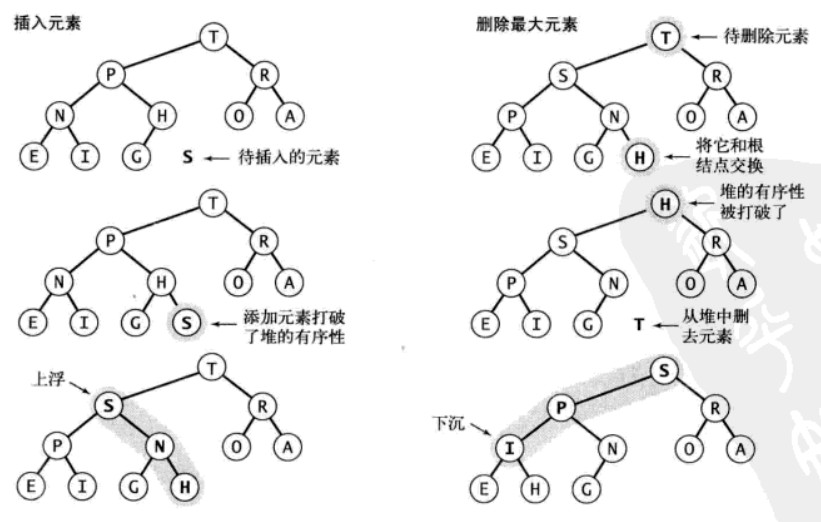 插入元素
T
P R
N H O A
E I G S ← 待插入的元素
T
P R
N H O A
E I G S ← 添加元素打破
了堆的有序性
上浮 T
S R
P N O A
E I G H
删除最大元素
T ← 待删除元素
S R
P N O A
E I G H ← 将它和根
结点交换
H ← 堆的有序性
被打破了
S R
P N O A
E I G T ← 从堆中删
去元素
S
P R
下沉 I N O A
E H G